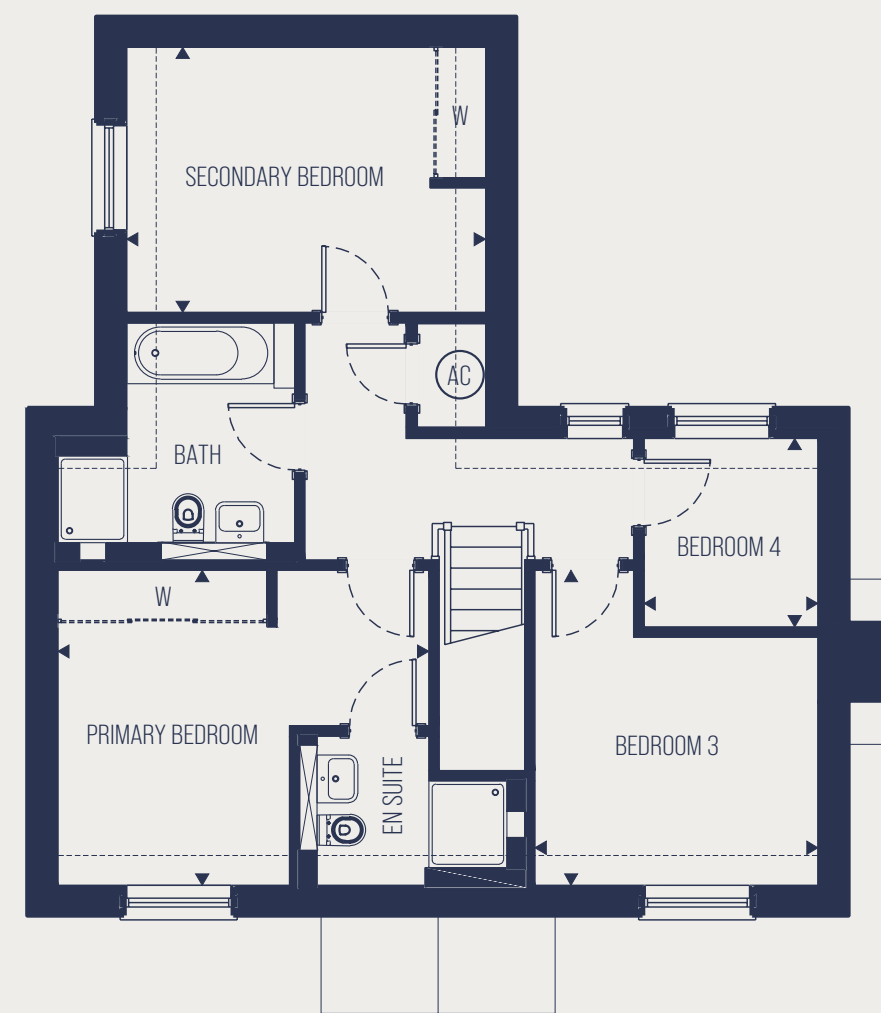 W
SECONDARY BEDROOM
AC
BATH
BEDROOM 4
W
PRIMARY BEDROOM
BEDROOM 3
EN SUITE